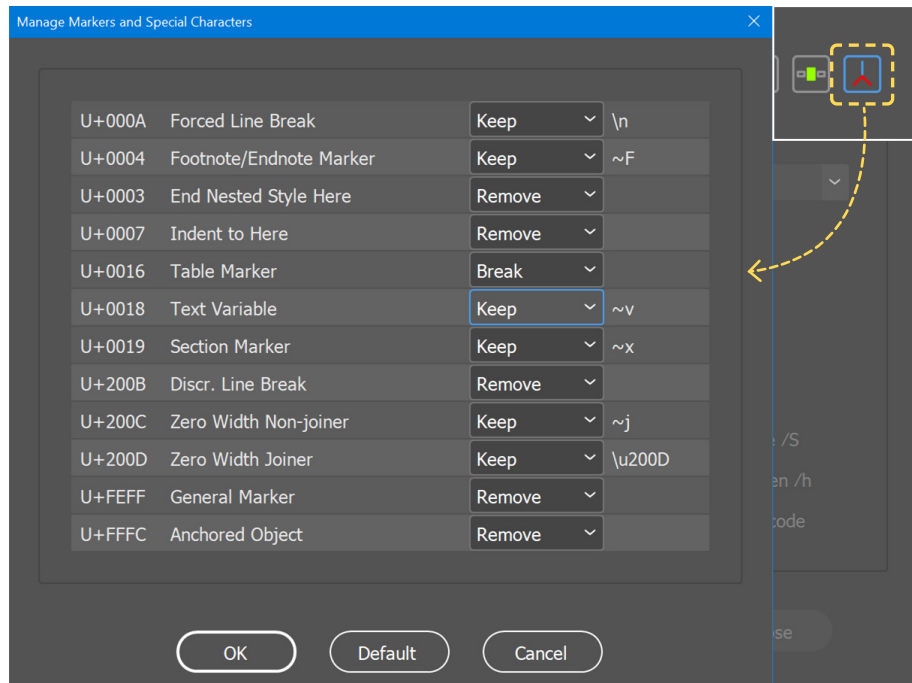 Manage Markers and Special Characters
U+000A Forced Line Break Keep \n
U+0004 Footnote/Endnote Marker Keep ~F
U+0003 End Nested Style Here Remove
U+0007 Indent to Here Remove
U+0016 Table Marker Break
U+0018 Text Variable Keep ~v
U+0019 Section Marker Keep ~x
U+200B Discr. Line Break Remove
U+200C Zero Width Non-joiner Keep ~j
U+200D Zero Width Joiner Keep \u200D
U+FEFF General Marker Remove
U+FFFC Anchored Object Remove
/S
en /h
code
OK Default Cancel